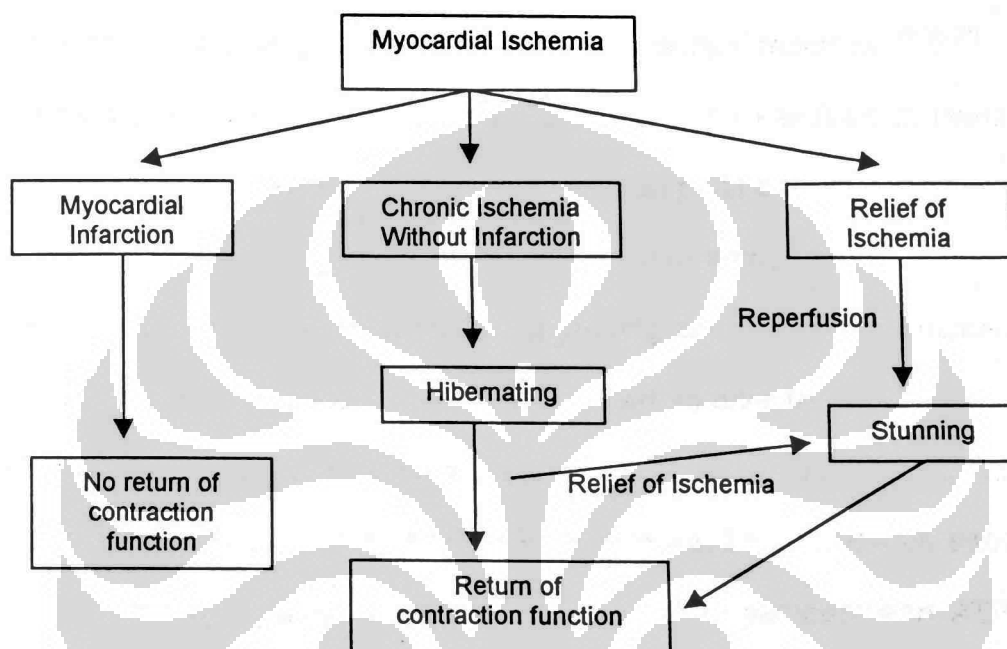 Myocardial Ischemia
Myocardial
Infarction
Chronic Ischemia
Without Infarction
Relief of
Ischemia
Reperfusion
Hibernating
Stunning
No return of
contraction
function
Relief of Ischemia
Return of
contraction function